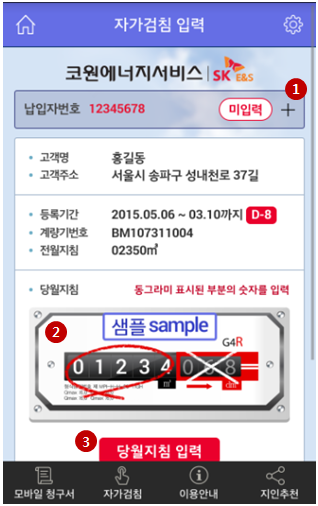 자가검침 입력
코원에너지서비스 SK E&S
1
납입자번호 12345678 미입력 +
고객명 홍길동
고객주소 서울시 송파구 성내천로 37길
등록기간 2015.05.06 ~ 03.10까지 D-8
계량기번호 BM107311004
전월지침 02350㎥
당월지침 동그라미 표시된 부분의 숫자를 입력
2
샘플 sample
G4R
0 1 2 3 4 0 6 8
㎥ dm³
3
당월지침 입력
모바일 청구서 자가검침 이용안내 지인추천